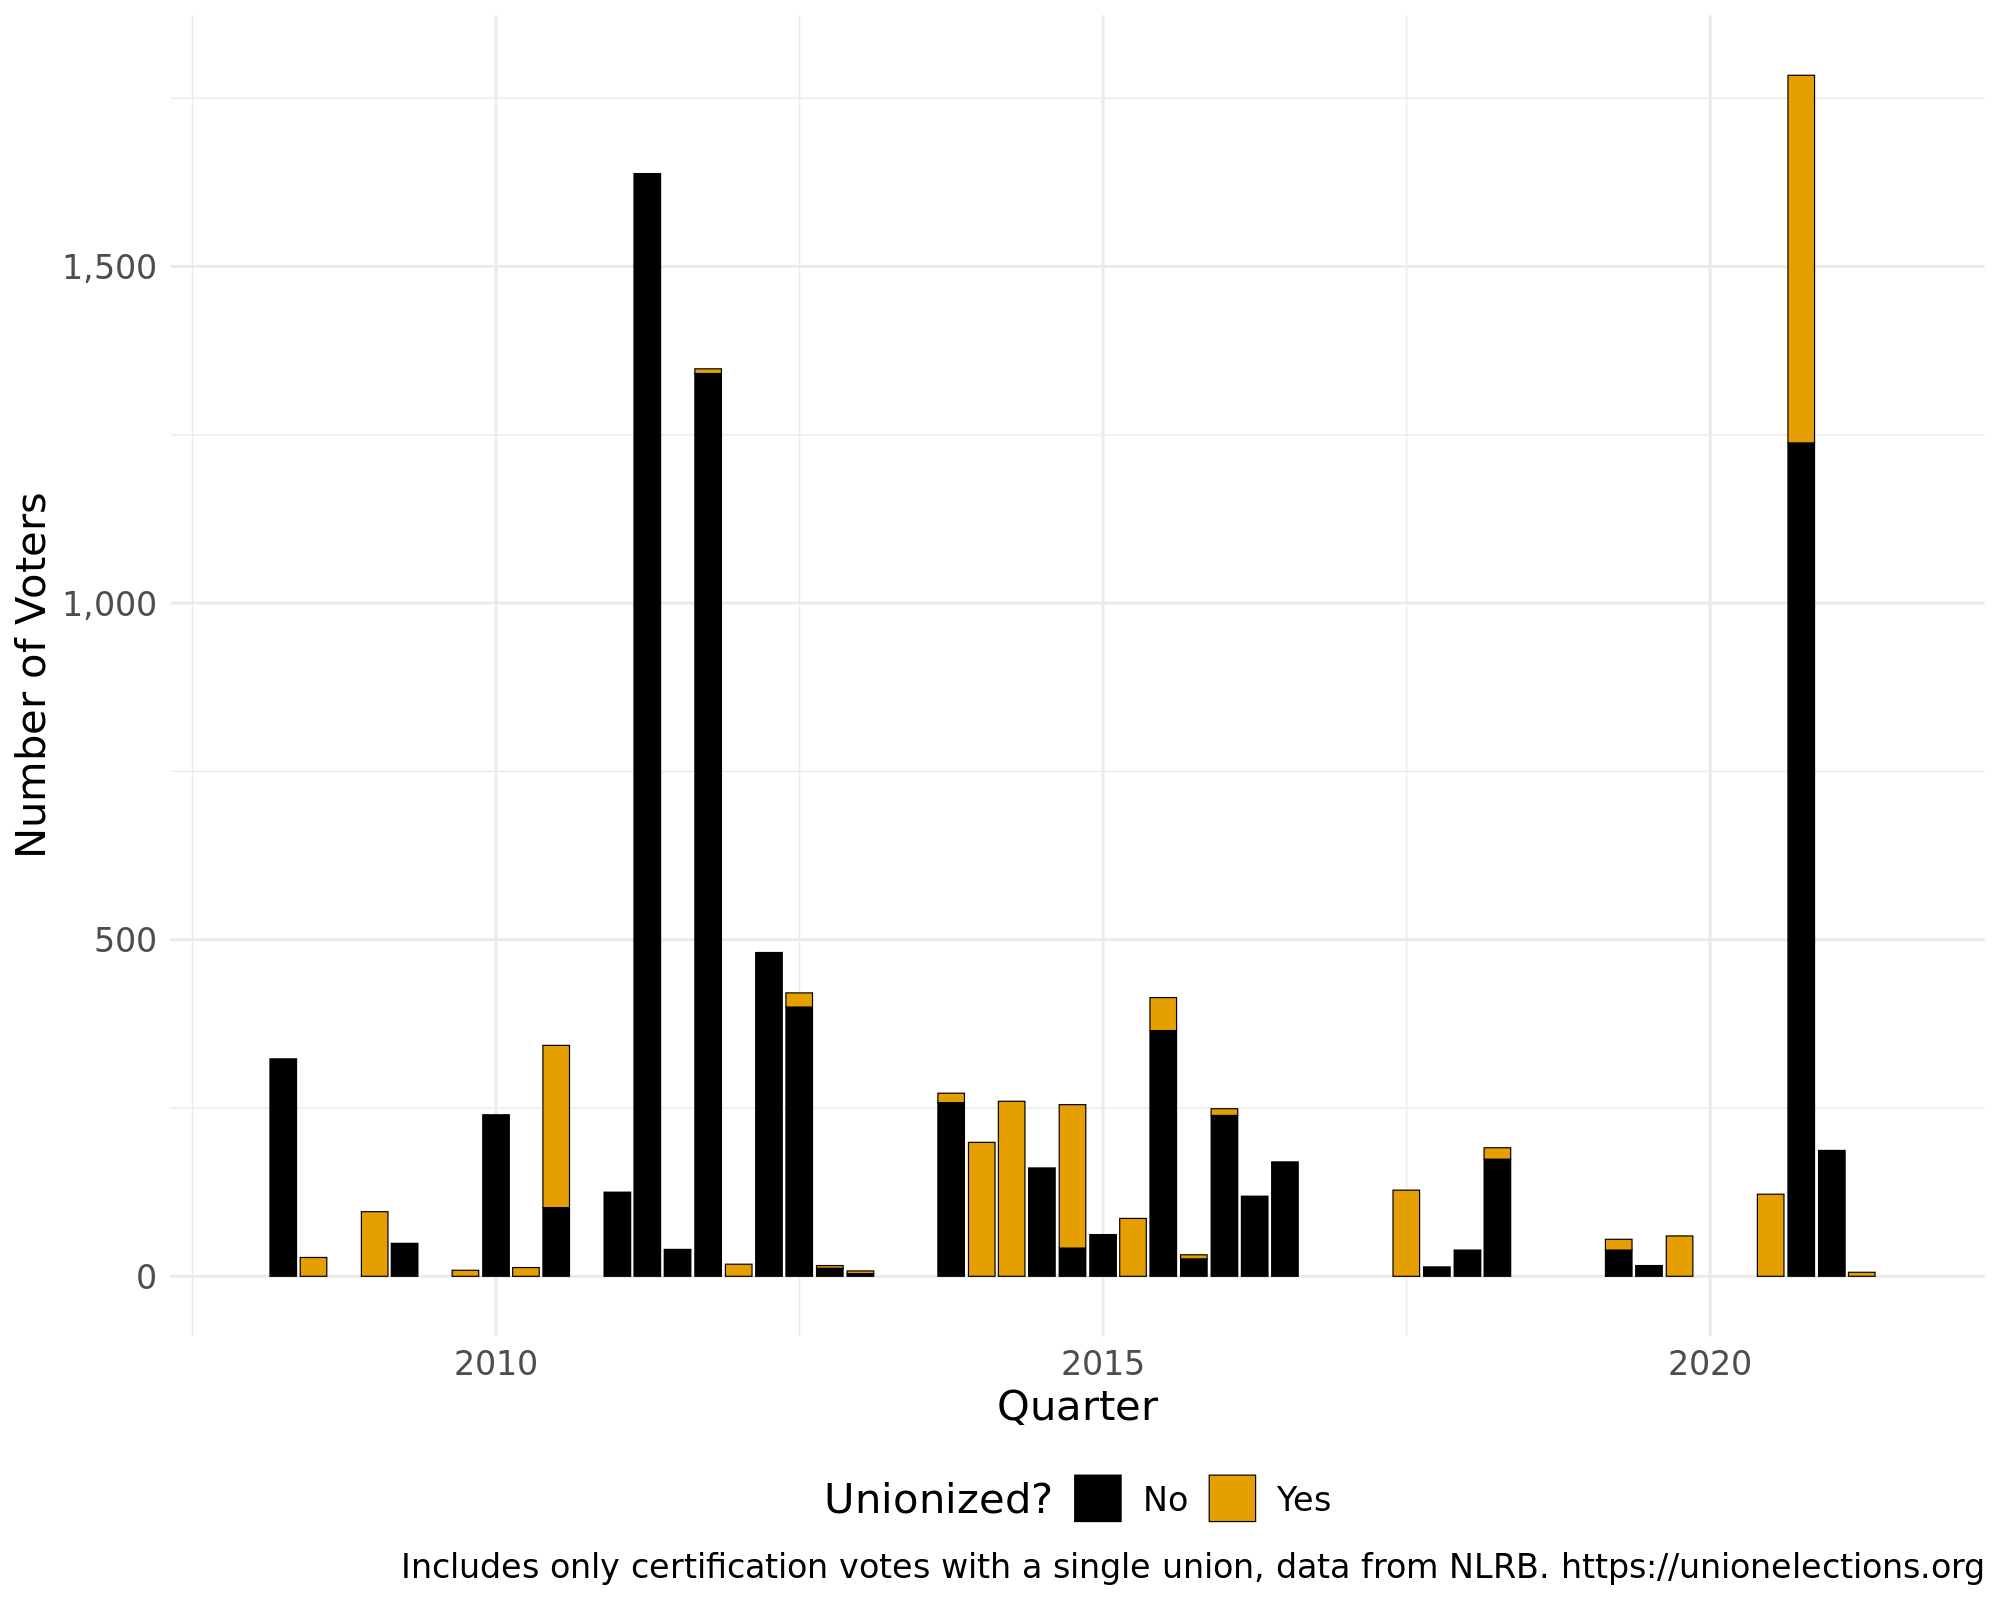 Number of Voters
1,500
1,000
500
0
2010 2015 2020
Quarter
Unionized? No Yes
Includes only certification votes with a single union, data from NLRB. https://unionelections.org